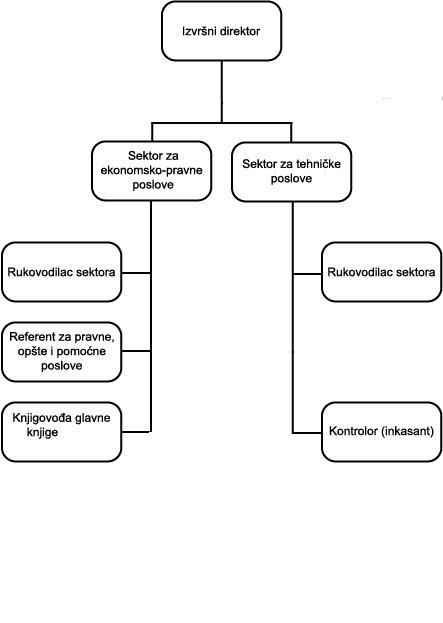 Izvršni direktor
Sektor za
ekonomsko-pravne
poslove
Sektor za tehničke
poslove
Rukovodilac sektora
Rukovodilac sektora
Referent za pravne,
opšte i pomoćne
poslove
Knjigovođa glavne
knjige
Kontrolor (inkasant)